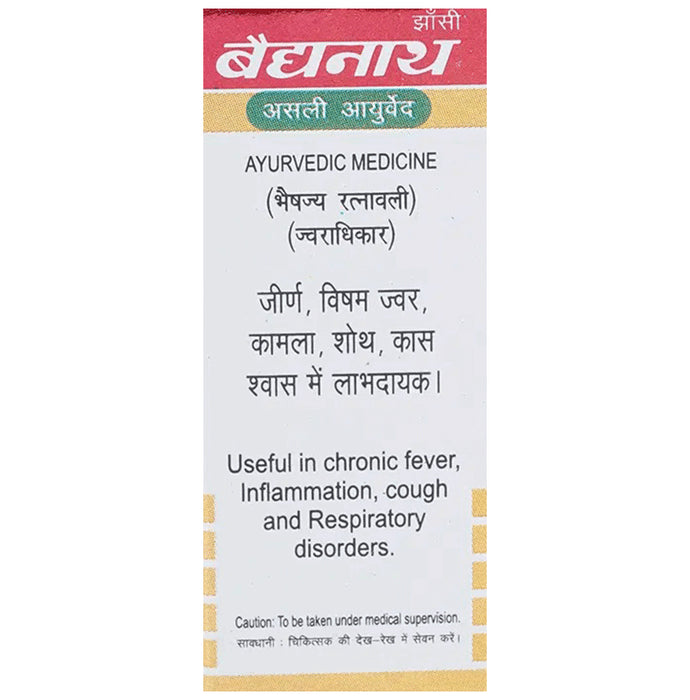 झाँसी
बैद्यनाथ
असली आयुर्वेद
AYURVEDIC MEDICINE
(भैषज्य रत्नावली)
(ज्वराधिकार)
जीर्ण, विषम ज्वर,
कामला, शोथ, कास
श्वास में लाभदायक।
Useful in chronic fever,
Inflammation, cough
and Respiratory
disorders.
Caution: To be taken under medical supervision.
सावधानी : चिकित्सक की देख-रेख में सेवन करें।